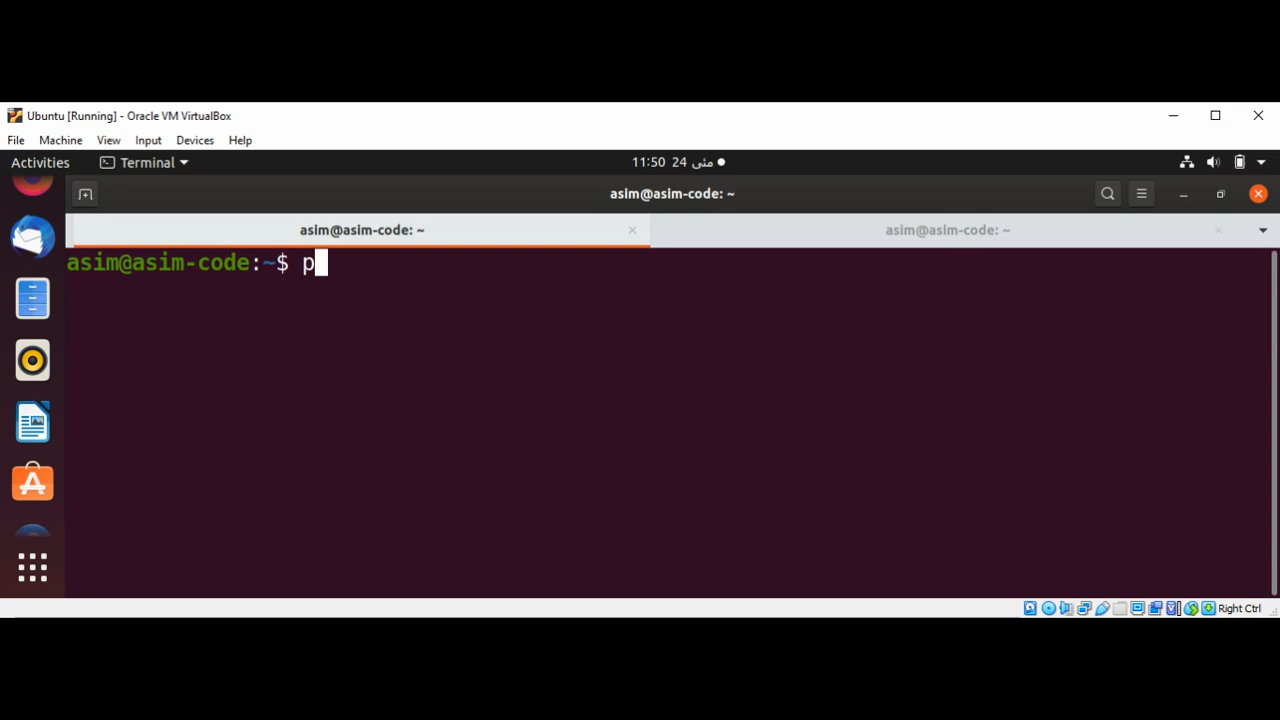 Ubuntu [Running] - Oracle VM VirtualBox
File Machine View Input Devices Help
Activities Terminal 11:50 24 مئی
asim@asim-code: ~
asim@asim-code: ~ asim@asim-code: ~
asim@asim-code:~$ p
Right Ctrl